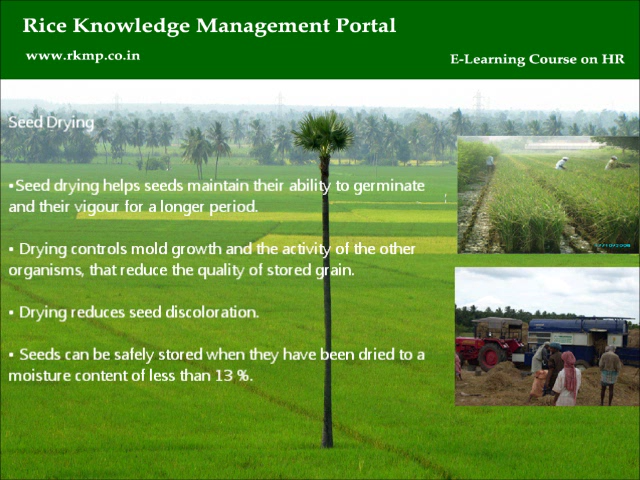 Rice Knowledge Management Portal
www.rkmp.co.in
E-Learning Course on HR
Seed Drying
▪Seed drying helps seeds maintain their ability to germinate
and their vigour for a longer period.
▪ Drying controls mold growth and the activity of the other
organisms, that reduce the quality of stored grain.
▪ Drying reduces seed discoloration.
▪ Seeds can be safely stored when they have been dried to a
moisture content of less than 13 %.